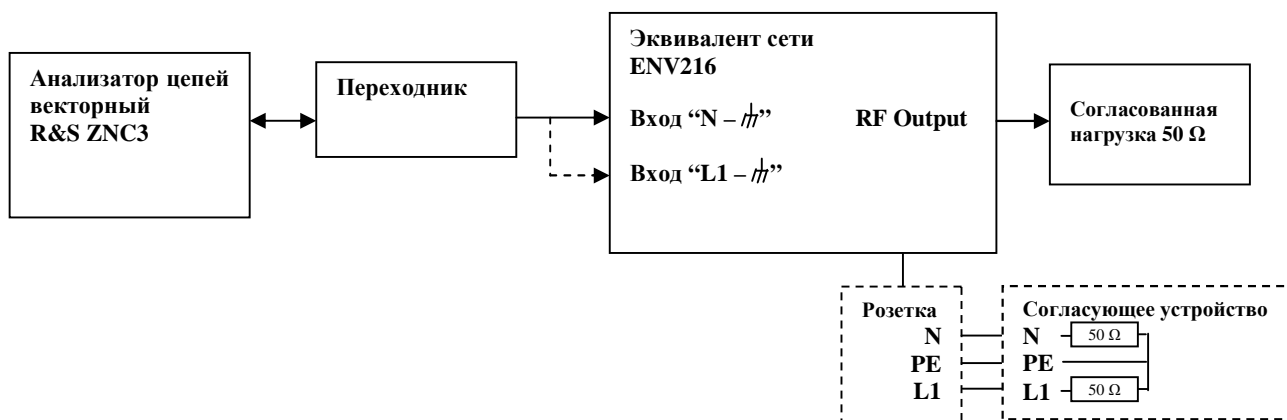 Анализатор цепей
векторный
R&S ZNC3
Переходник
Эквивалент сети
ENV216
Вход “N – ”
RF Output
Вход “L1 – ”
Согласованная
нагрузка 50 Ω
Розетка
N
PE
L1
Согласующее устройство
N
50 Ω
PE
L1
50 Ω